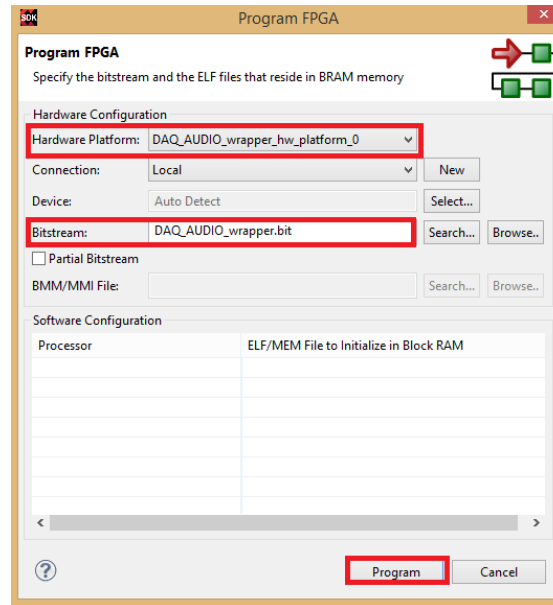 SDK
Program FPGA
Program FPGA
Specify the bitstream and the ELF files that reside in BRAM memory
Hardware Configuration
Hardware Platform: DAQ_AUDIO_wrapper_hw_platform_0
Connection: Local New
Device: Auto Detect Select...
Bitstream: DAQ_AUDIO_wrapper.bit Search... Browse..
Partial Bitstream
BMM/MMI File: Search... Browse..
Software Configuration
Processor ELF/MEM File to Initialize in Block RAM
Program Cancel